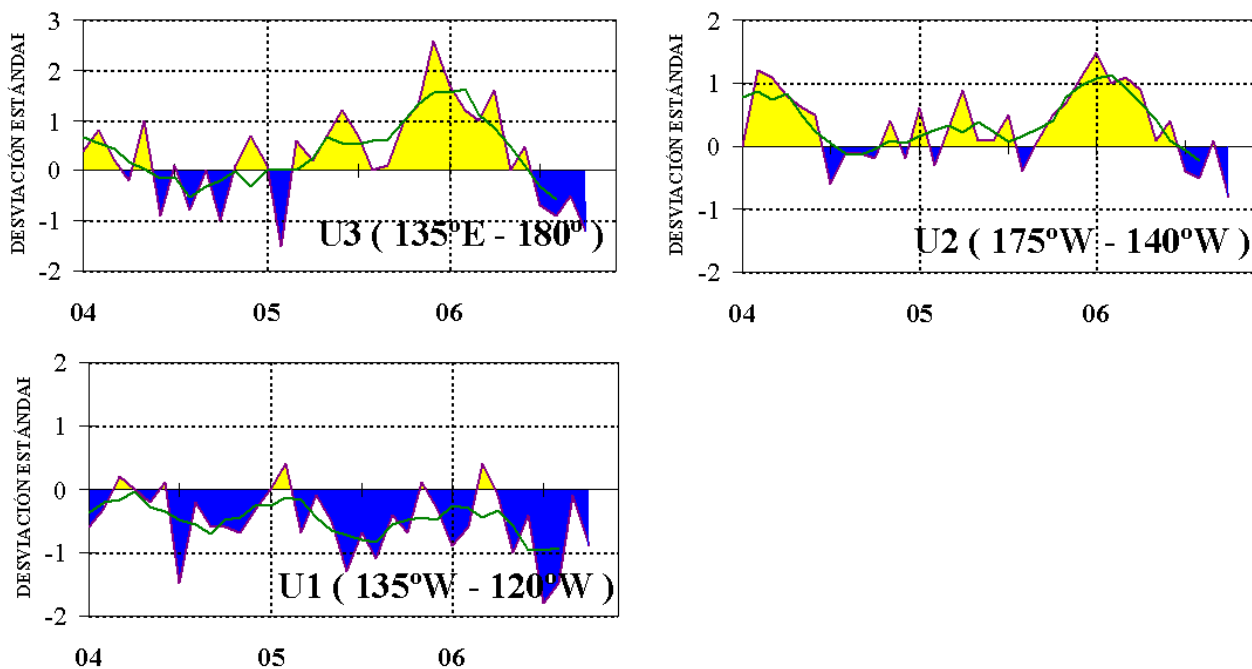 DESVIACIÓN ESTÁNDAI
3
2
1
0
-1
-2
U3 ( 135ºE - 180º )
04 05 06
DESVIACIÓN ESTÁNDAI
2
1
0
-1
-2
U2 ( 175ºW - 140ºW )
04 05 06
DESVIACIÓN ESTÁNDAI
2
1
0
-1
-2
U1 ( 135ºW - 120ºW )
04 05 06